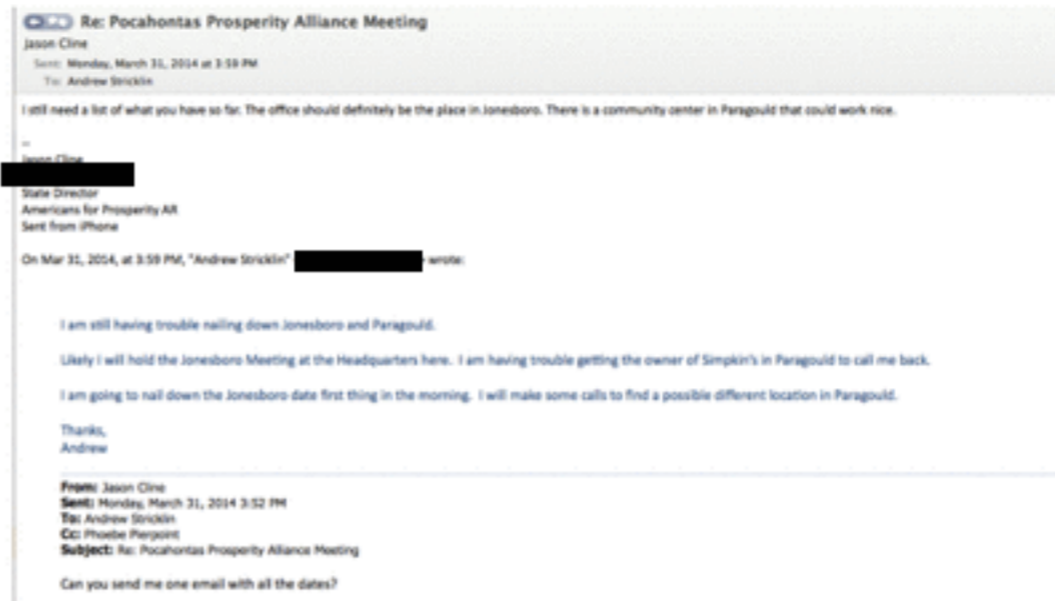 Re: Pocahontas Prosperity Alliance Meeting
Jason Cline
Sent: Monday, March 31, 2014 at 3:59 PM
To: Andrew Stricklin
I still need a list of what you have so far. The office should definitely be the place in Jonesboro. There is a community center in Paragould that could work nice.
--
Jason Cline
State Director
Americans for Prosperity AR
Sent from iPhone
On Mar 31, 2014, at 3:59 PM, "Andrew Stricklin" wrote:
I am still having trouble nailing down Jonesboro and Paragould.
Likely I will hold the Jonesboro Meeting at the Headquarters here. I am having trouble getting the owner of Simpkin's in Paragould to call me back.
I am going to nail down the Jonesboro date first thing in the morning. I will make some calls to find a possible different location in Paragould.
Thanks,
Andrew
From: Jason Cline
Sent: Monday, March 31, 2014 3:52 PM
To: Andrew Stricklin
Cc: Phoebe Pierpoint
Subject: Re: Pocahontas Prosperity Alliance Meeting
Can you send me one email with all the dates?